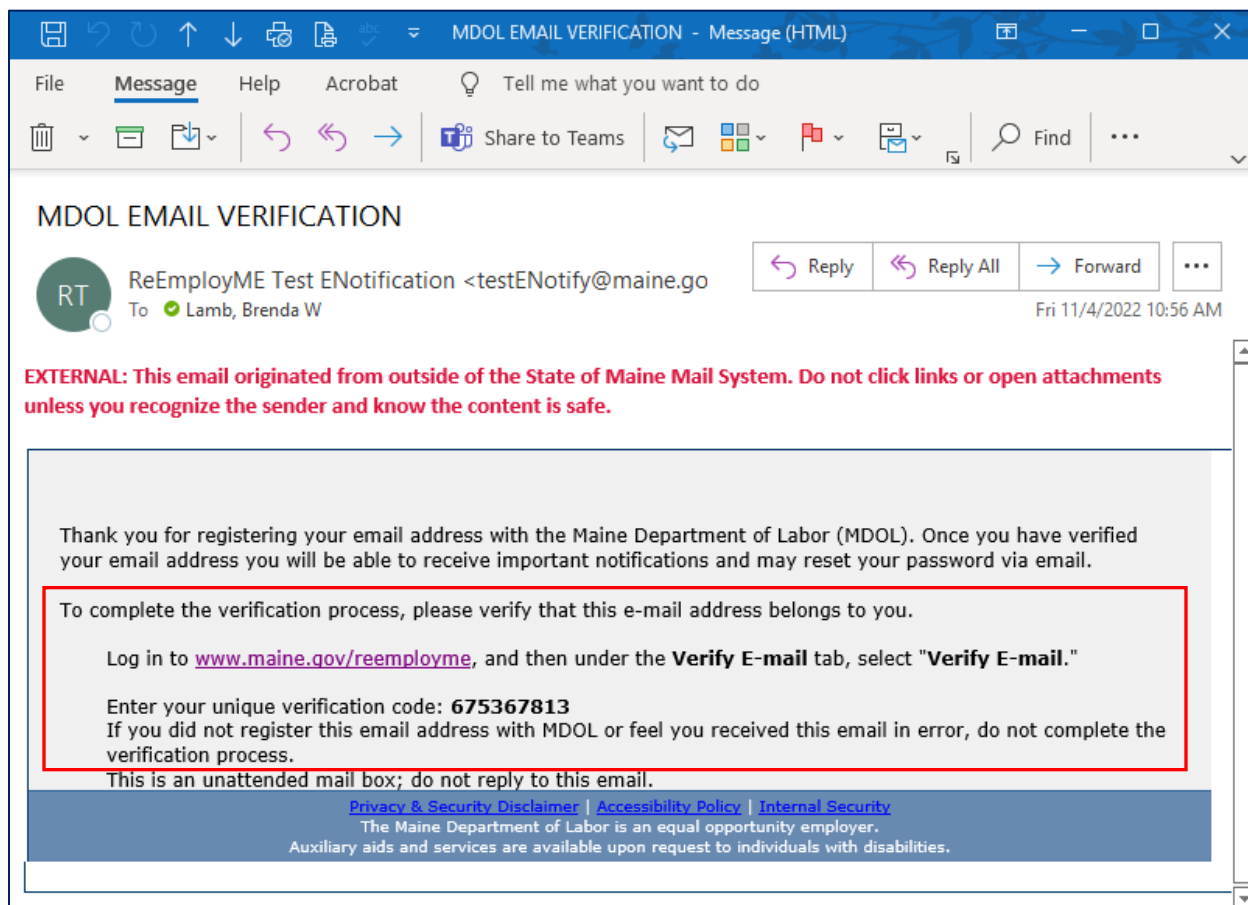 abc
MDOL EMAIL VERIFICATION - Message (HTML)
File Message Help Acrobat Tell me what you want to do
Share to Teams Find
MDOL EMAIL VERIFICATION
RT
ReEmployME Test ENotification <testENotify@maine.go
Reply Reply All Forward
To Lamb, Brenda W
Fri 11/4/2022 10:56 AM
EXTERNAL: This email originated from outside of the State of Maine Mail System. Do not click links or open attachments
unless you recognize the sender and know the content is safe.
Thank you for registering your email address with the Maine Department of Labor (MDOL). Once you have verified
your email address you will be able to receive important notifications and may reset your password via email.
To complete the verification process, please verify that this e-mail address belongs to you.
Log in to www.maine.gov/reemployme, and then under the Verify E-mail tab, select "Verify E-mail."
Enter your unique verification code: 675367813
If you did not register this email address with MDOL or feel you received this email in error, do not complete the
verification process.
This is an unattended mail box; do not reply to this email.
Privacy & Security Disclaimer | Accessibility Policy | Internal Security
The Maine Department of Labor is an equal opportunity employer.
Auxiliary aids and services are available upon request to individuals with disabilities.